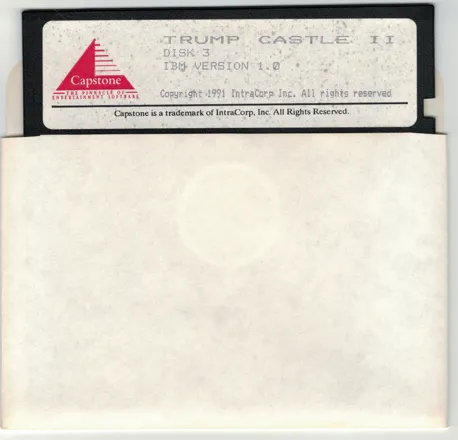 TRUMP CASTLE II
DISK 3
IBM VERSION 1.0
Capstone
THE PINNACLE OF
ENTERTAINMENT SOFTWARE
Copyright 1991 IntraCorp Inc. All rights reserved
Capstone is a trademark of IntraCorp, Inc. All Rights Reserved.